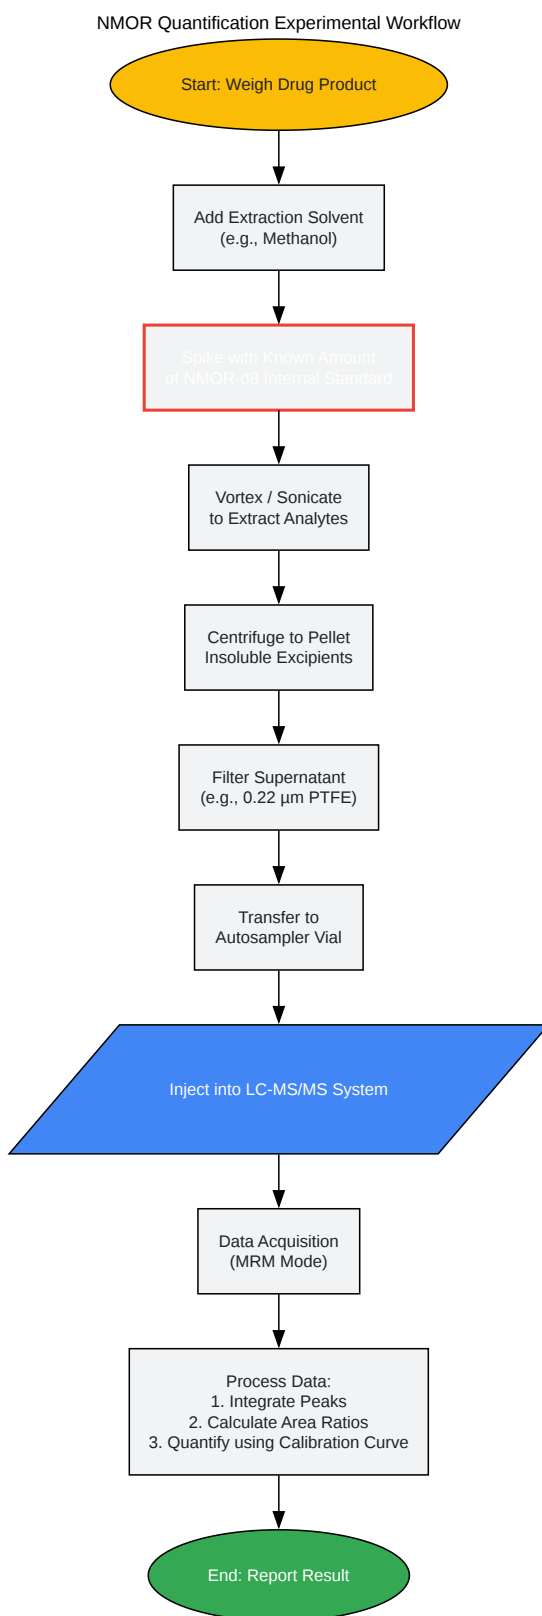 NMOR Quantification Experimental Workflow
Start: Weigh Drug Product
Add Extraction Solvent
(e.g., Methanol)
Spike with Known Amount
of NMOR-d8 Internal Standard
Vortex / Sonicate
to Extract Analytes
Centrifuge to Pellet
Insoluble Excipients
Filter Supernatant
(e.g., 0.22 µm PTFE)
Transfer to
Autosampler Vial
Inject into LC-MS/MS System
Data Acquisition
(MRM Mode)
Process Data:
1. Integrate Peaks
2. Calculate Area Ratios
3. Quantify using Calibration Curve
End: Report Result